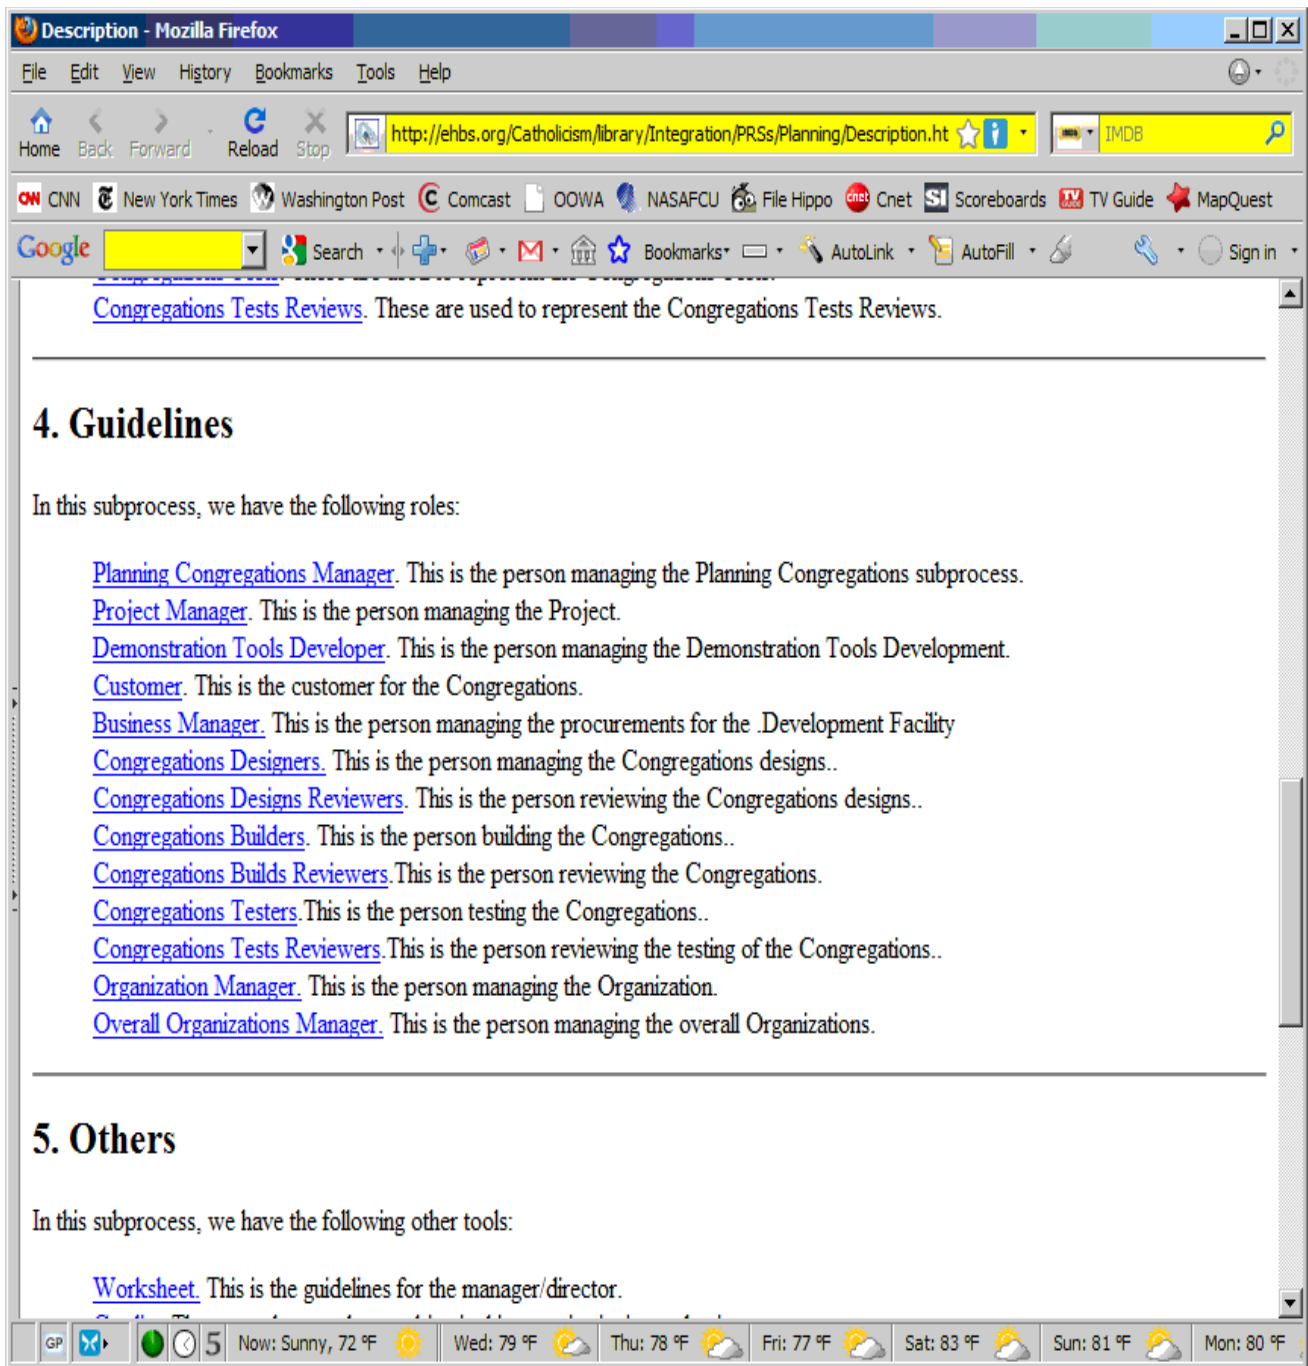 Description - Mozilla Firefox
File Edit View History Bookmarks Tools Help
Home Back Forward Reload Stop http://ehbs.org/Catholicism/library/Integration/PRSs/Planning/Description.ht IMDB
CNN New York Times Washington Post Comcast OOWA NASAFCU File Hippo Cnet Scoreboards TV Guide MapQuest
Google Search Bookmarks AutoLink AutoFill Sign in
Congregations Tests Reviews. These are used to represent the Congregations Tests Reviews.
4. Guidelines
In this subprocess, we have the following roles:
Planning Congregations Manager. This is the person managing the Planning Congregations subprocess.
Project Manager. This is the person managing the Project.
Demonstration Tools Developer. This is the person managing the Demonstration Tools Development.
Customer. This is the customer for the Congregations.
Business Manager. This is the person managing the procurements for the .Development Facility
Congregations Designers. This is the person managing the Congregations designs..
Congregations Designs Reviewers. This is the person reviewing the Congregations designs..
Congregations Builders. This is the person building the Congregations..
Congregations Builds Reviewers.This is the person reviewing the Congregations.
Congregations Testers.This is the person testing the Congregations..
Congregations Tests Reviewers.This is the person reviewing the testing of the Congregations..
Organization Manager. This is the person managing the Organization.
Overall Organizations Manager. This is the person managing the overall Organizations.
5. Others
In this subprocess, we have the following other tools:
Worksheet. This is the guidelines for the manager/director.
GP 5 Now: Sunny, 72 °F Wed: 79 °F Thu: 78 °F Fri: 77 °F Sat: 83 °F Sun: 81 °F Mon: 80 °F